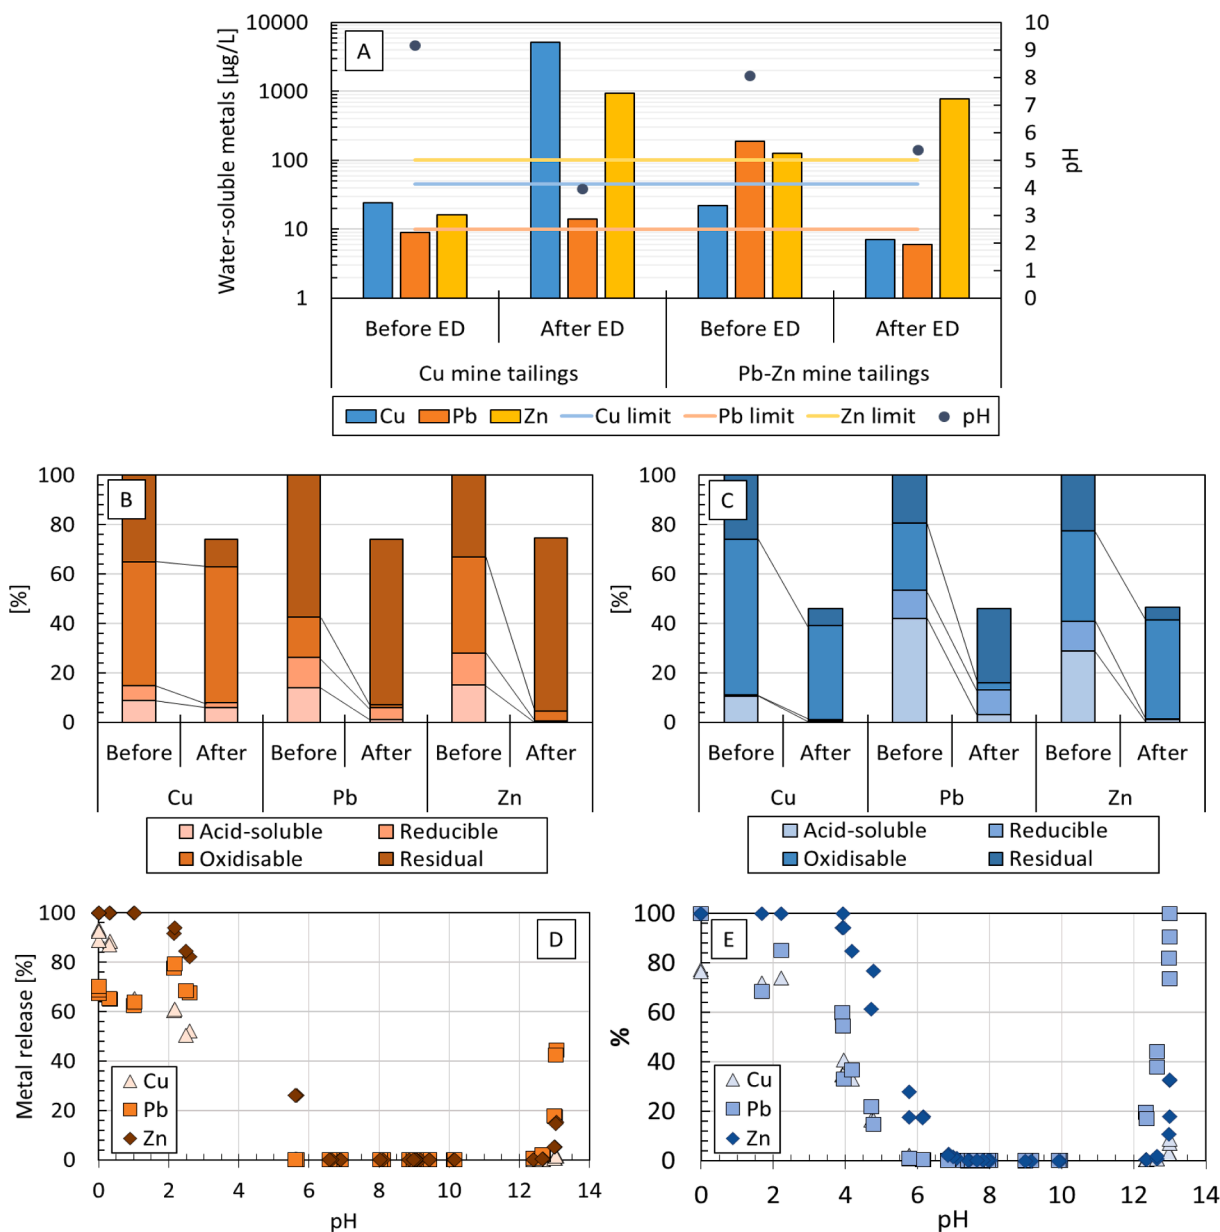 A
Water-soluble metals [µg/L]
10000
1000
100
10
1
10
9
8
7
6
5
4
3
2
1
0
pH
Before ED After ED Before ED After ED
Cu mine tailings Pb-Zn mine tailings
Cu Pb Zn Cu limit Pb limit Zn limit pH
B
[%]
100
80
60
40
20
0
Before After Before After Before After
Cu Pb Zn
Acid-soluble Reducible
Oxidisable Residual
C
[%]
100
80
60
40
20
0
Before After Before After Before After
Cu Pb Zn
Acid-soluble Reducible
Oxidisable Residual
D
Metal release [%]
100
80
60
40
20
0
Cu
Pb
Zn
0 2 4 6 8 10 12 14
pH
E
%
100
80
60
40
20
0
Cu
Pb
Zn
0 2 4 6 8 10 12 14
pH